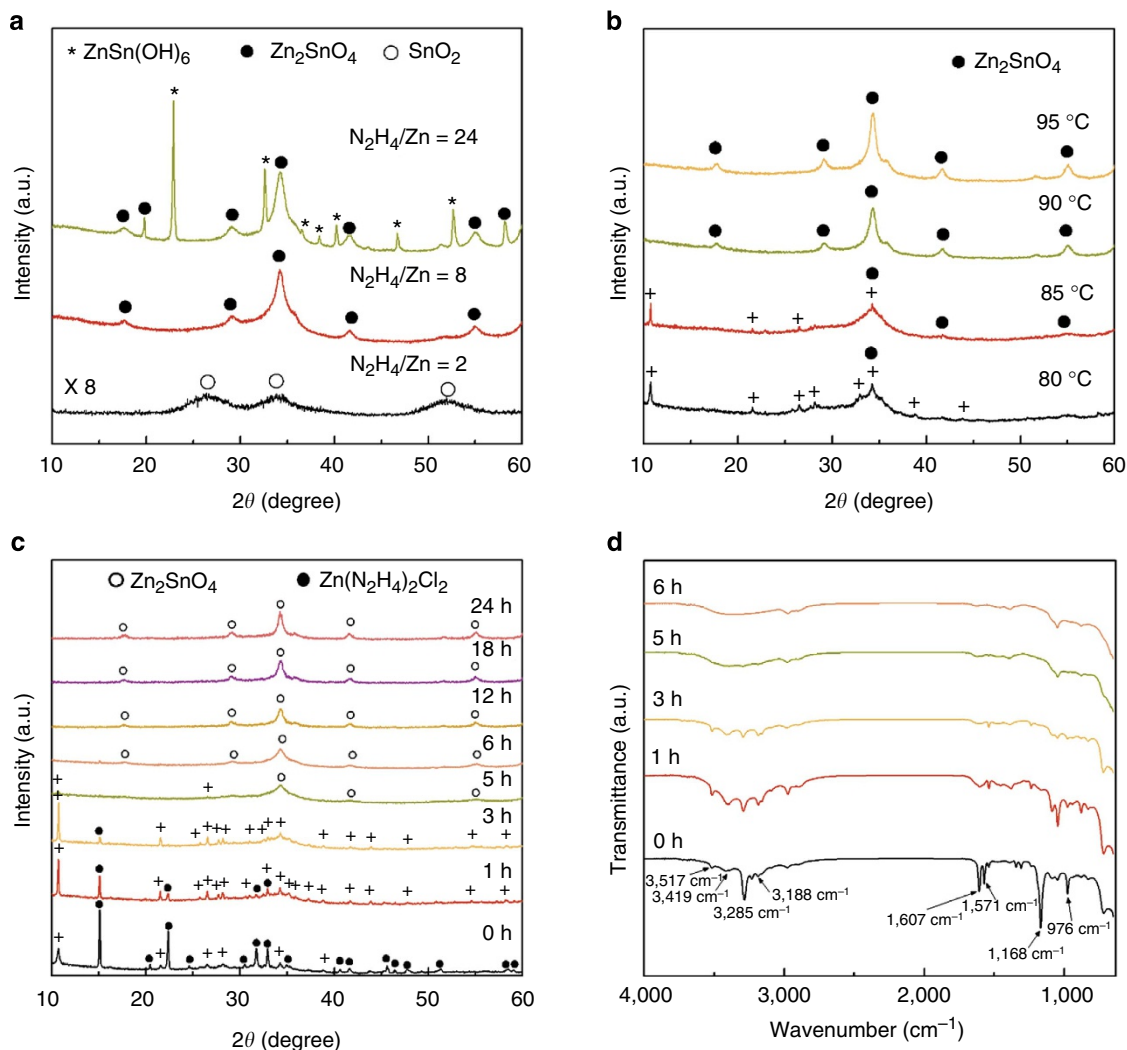 a
* ZnSn(OH)₆ ● Zn₂SnO₄ ○ SnO₂
N₂H₄/Zn = 24
N₂H₄/Zn = 8
N₂H₄/Zn = 2
X 8
Intensity (a.u.)
10 20 30 40 50 60
2θ (degree)
b
● Zn₂SnO₄
95 °C
90 °C
85 °C
80 °C
Intensity (a.u.)
10 20 30 40 50 60
2θ (degree)
c
○ Zn₂SnO₄ ● Zn(N₂H₄)₂Cl₂
24 h
18 h
12 h
6 h
5 h
3 h
1 h
0 h
Intensity (a.u.)
10 20 30 40 50 60
2θ (degree)
d
6 h
5 h
3 h
1 h
0 h
3,517 cm⁻¹
3,419 cm⁻¹
3,285 cm⁻¹
3,188 cm⁻¹
1,607 cm⁻¹
1,571 cm⁻¹
1,168 cm⁻¹
976 cm⁻¹
Transmittance (a.u.)
4,000 3,000 2,000 1,000
Wavenumber (cm⁻¹)